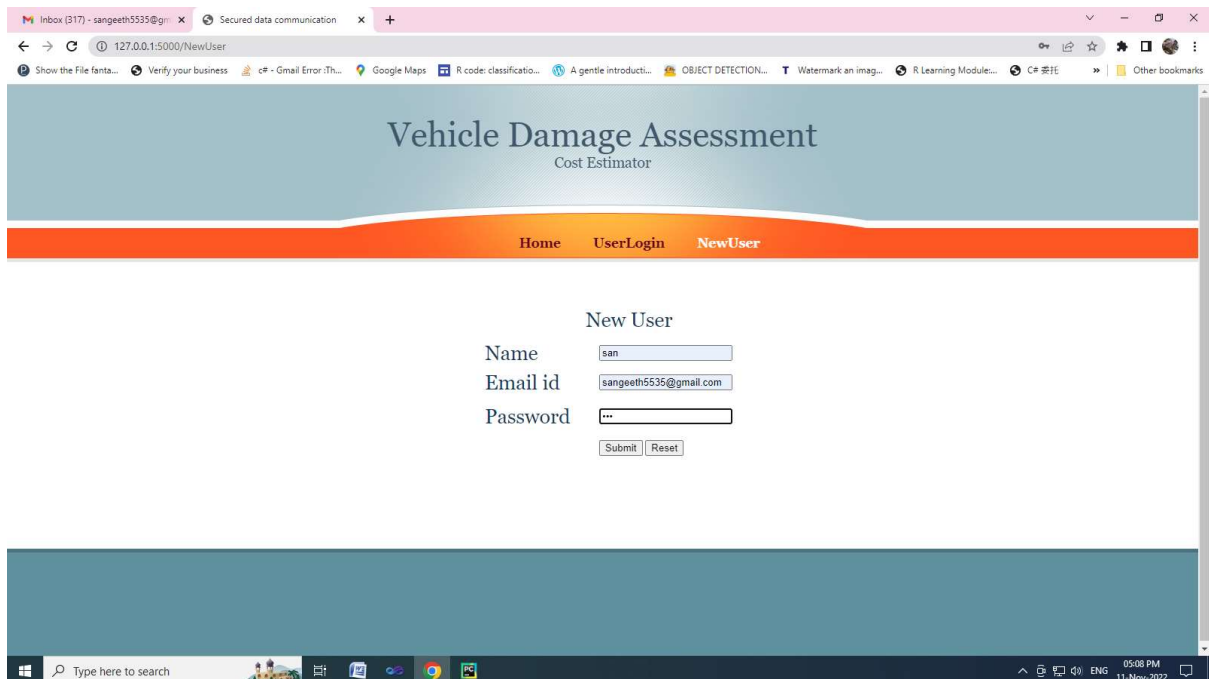 Inbox (317) - sangeeth5535@gm
Secured data communication
127.0.0.1:5000/NewUser
Show the File fanta... Verify your business c# - Gmail Error :Th... Google Maps R code: classificatio... A gentle introducti... OBJECT DETECTION... Watermark an imag... R Learning Module:... C# 委托 » Other bookmarks
Vehicle Damage Assessment
Cost Estimator
Home UserLogin NewUser
New User
Name san
Email id sangeeth5535@gmail.com
Password •••
Submit Reset
Type here to search
ENG
05:08 PM
11-Nov-2022